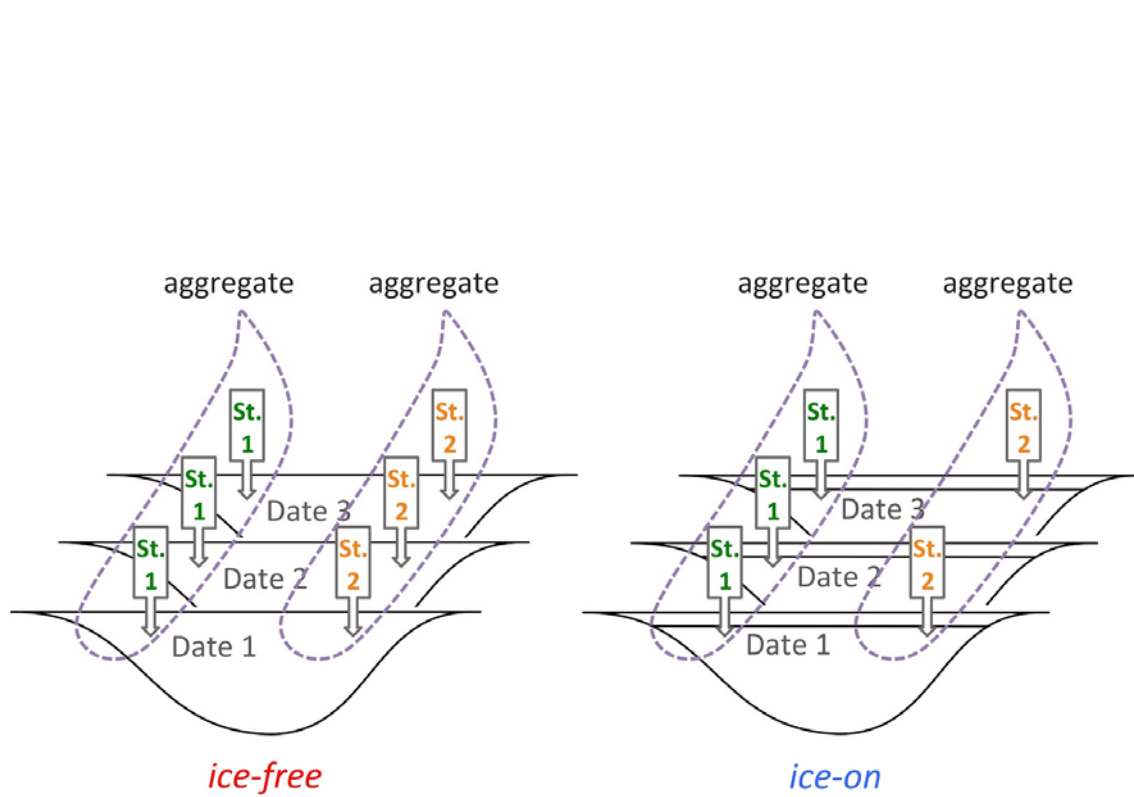 aggregate
aggregate
St.
1
St.
2
St.
1
St.
2
Date 3
St.
1
St.
2
Date 2
Date 1
ice-free
aggregate
aggregate
St.
1
St.
2
St.
1
Date 3
St.
1
St.
2
Date 2
Date 1
ice-on